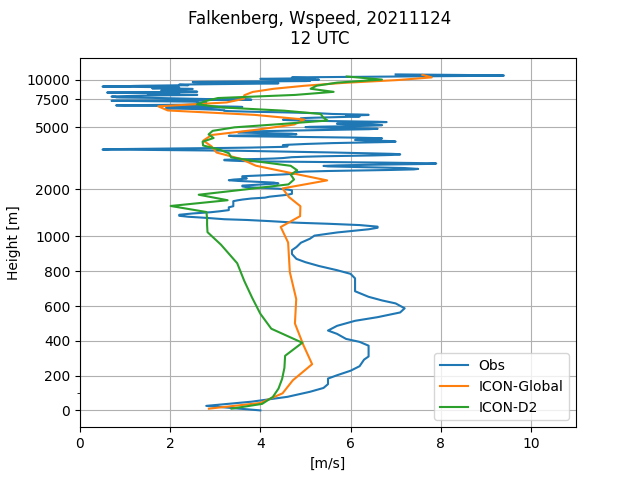 Falkenberg, Wspeed, 20211124
12 UTC
10000
7500
5000
2000
1000
800
600
400
200
0
Height [m]
0 2 4 6 8 10
[m/s]
Obs
ICON-Global
ICON-D2